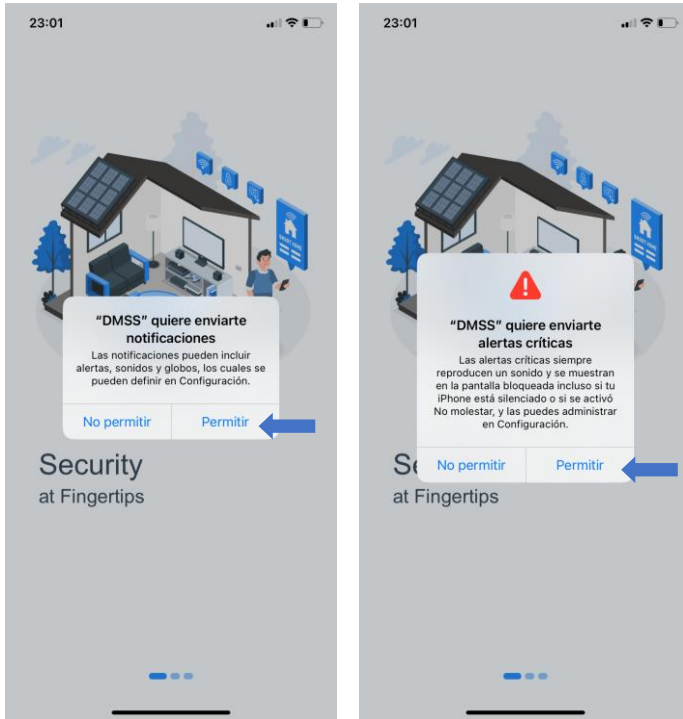 23:01
"DMSS" quiere enviarte
notificaciones
Las notificaciones pueden incluir
alertas, sonidos y globos, los cuales se
pueden definir en Configuración.
No permitir
Permitir
Security
at Fingertips
23:01
"DMSS" quiere enviarte
alertas críticas
Las alertas críticas siempre
reproducen un sonido y se muestran
en la pantalla bloqueada incluso si tu
iPhone está silenciado o si se activó
No molestar, y las puedes administrar
en Configuración.
No permitir
Permitir
Se
at Fingertips